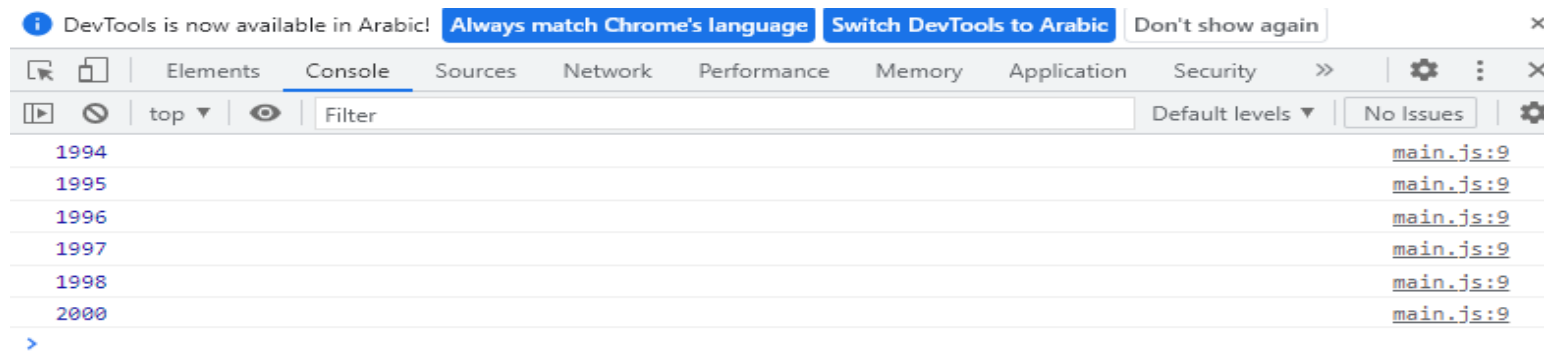 DevTools is now available in Arabic! Always match Chrome's language Switch DevTools to Arabic Don't show again
Elements Console Sources Network Performance Memory Application Security
top Filter Default levels No Issues
1994 main.js:9
1995 main.js:9
1996 main.js:9
1997 main.js:9
1998 main.js:9
2000 main.js:9